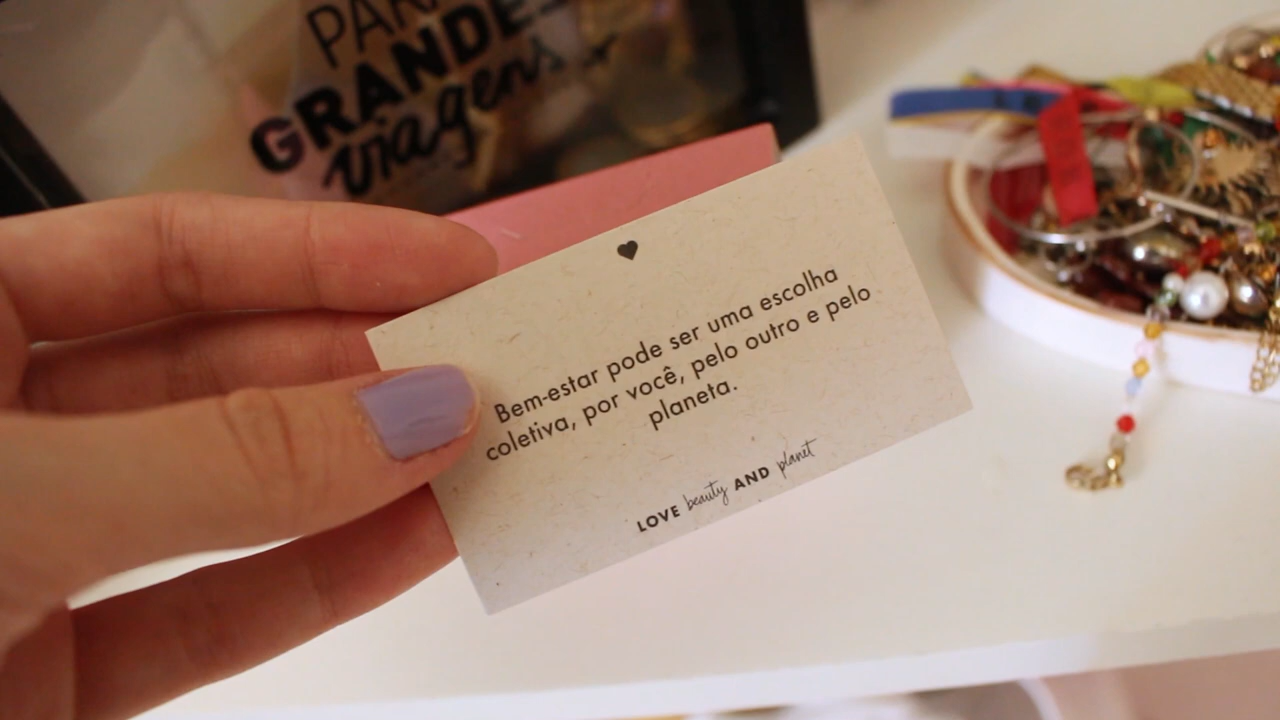 GRANDES
viagens
Bem-estar pode ser uma escolha
coletiva, por você, pelo outro e pelo
planeta.
LOVE beauty AND planet